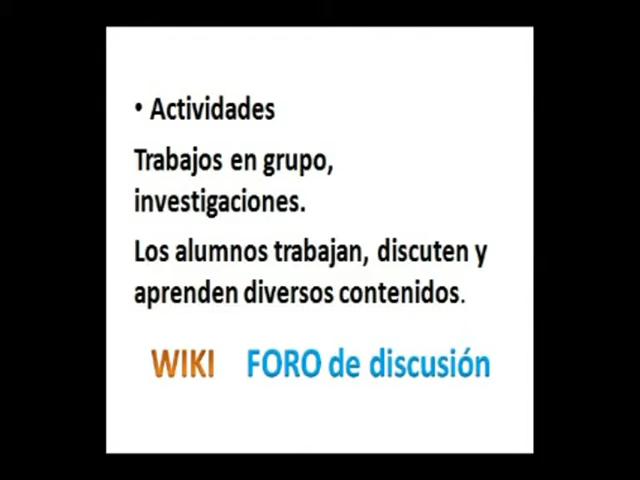 • Actividades
Trabajos en grupo,
investigaciones.
Los alumnos trabajan, discuten y
aprenden diversos contenidos.
WIKI FORO de discusión